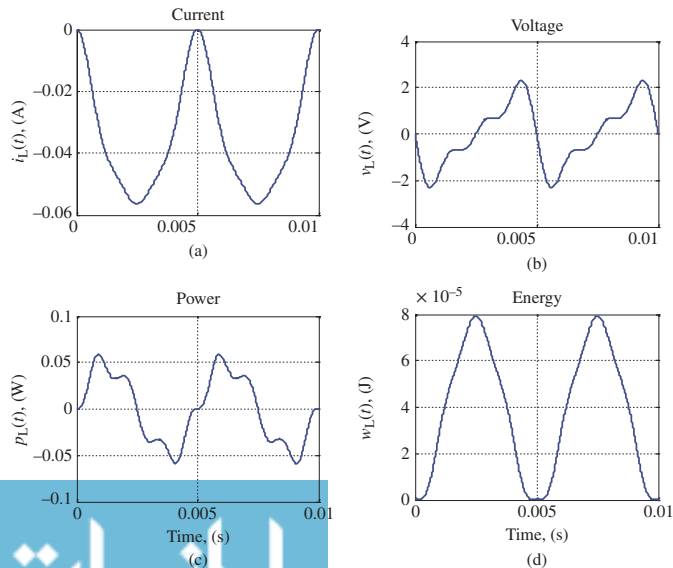 Current
0
−0.02
−0.04
−0.06
i_L(t), (A)
0
0.005
0.01
(a)
Voltage
4
2
0
−2
−4
v_L(t), (V)
0
0.005
0.01
(b)
Power
0.1
0.05
0
−0.05
−0.1
p_L(t), (W)
0
0.005
0.01
Time, (s)
(c)
× 10⁻⁵
Energy
8
6
4
2
0
w_L(t), (J)
0
0.005
0.01
Time, (s)
(d)